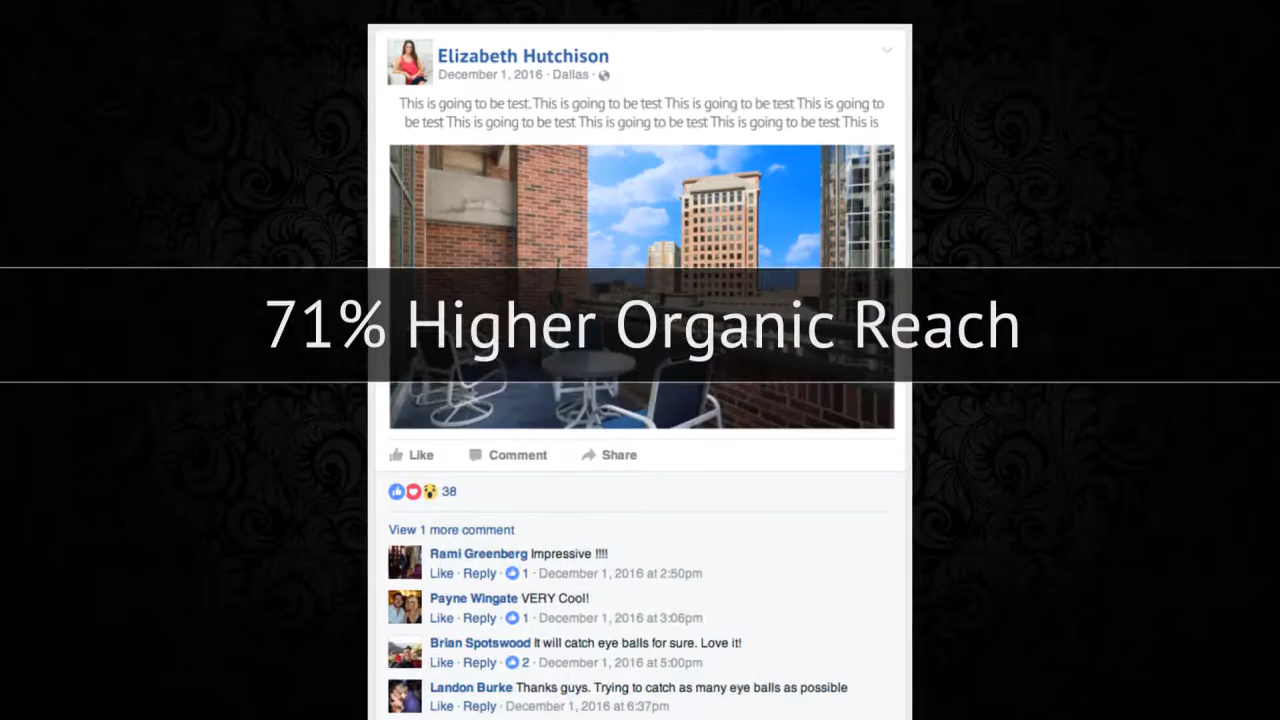 Elizabeth Hutchison
December 1, 2016 · Dallas ·
This is going to be test. This is going to be test This is going to be test This is going to
be test This is going to be test This is going to be test This is going to be test This is
71% Higher Organic Reach
Like Comment Share
38
View 1 more comment
Rami Greenberg Impressive !!!!
Like · Reply · 1 · December 1, 2016 at 2:50pm
Payne Wingate VERY Cool!
Like · Reply · 1 · December 1, 2016 at 3:06pm
Brian Spotswood It will catch eye balls for sure. Love it!
Like · Reply · 2 · December 1, 2016 at 5:00pm
Landon Burke Thanks guys. Trying to catch as many eye balls as possible
Like · Reply · December 1, 2016 at 6:37pm